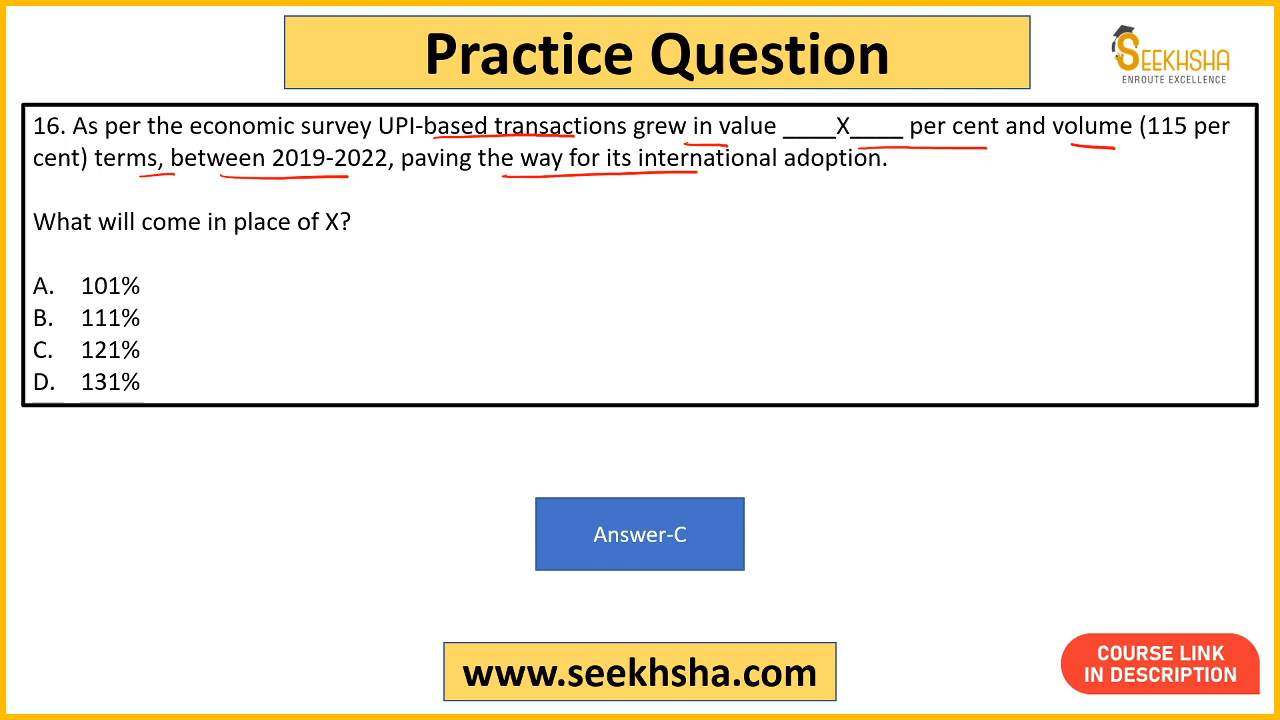 Practice Question
SEEKHSHA
ENROUTE EXCELLENCE
16. As per the economic survey UPI-based transactions grew in value ____X____ per cent and volume (115 per
cent) terms, between 2019-2022, paving the way for its international adoption.
What will come in place of X?
A. 101%
B. 111%
C. 121%
D. 131%
Answer-C
www.seekhsha.com
COURSE LINK
IN DESCRIPTION